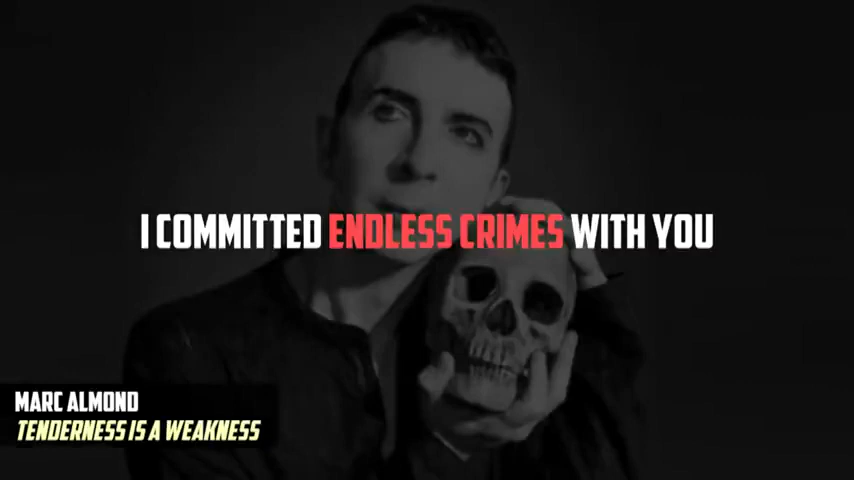 I COMMITTED ENDLESS CRIMES WITH YOU
MARC ALMOND
TENDERNESS IS A WEAKNESS